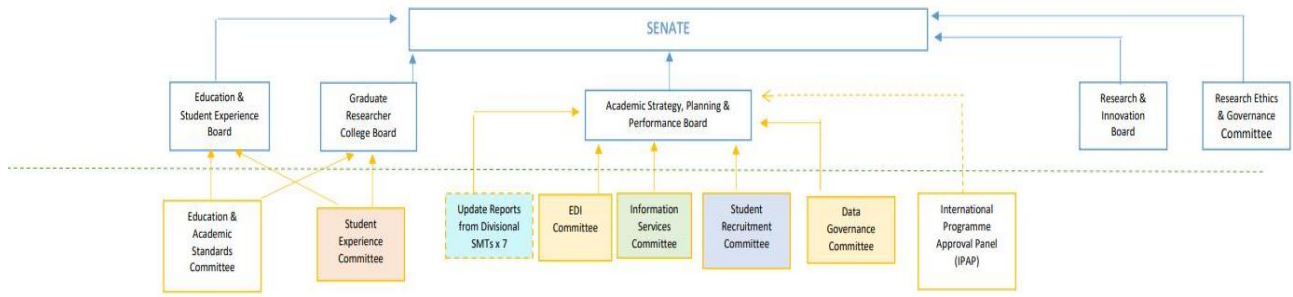 SENATE
Education &
Student Experience
Board
Graduate
Researcher
College Board
Academic Strategy, Planning &
Performance Board
Research &
Innovation
Board
Research Ethics
& Governance
Committee
Education &
Academic
Standards
Committee
Student
Experience
Committee
Update Reports
from Divisional
SMTs x 7
EDI
Committee
Information
Services
Committee
Student
Recruitment
Committee
Data
Governance
Committee
International
Programme
Approval Panel
(IPAP)